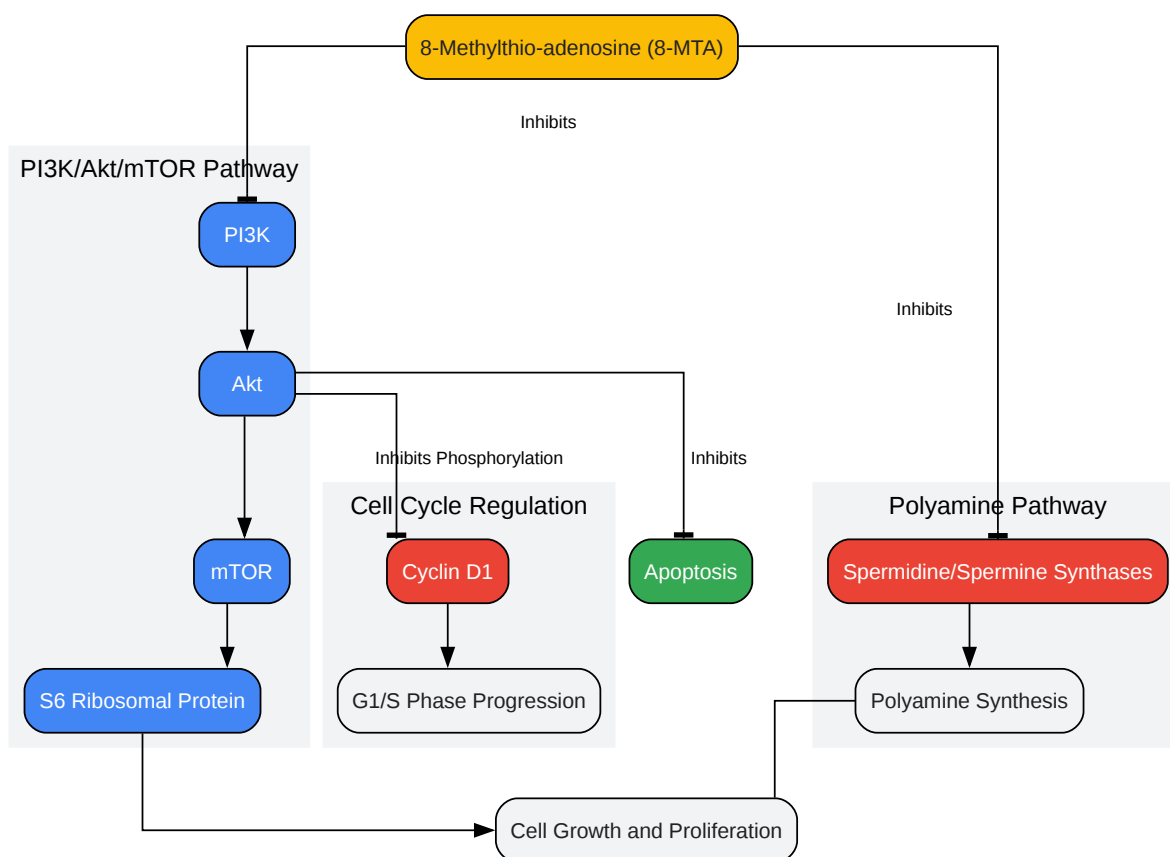 8-Methylthio-adenosine (8-MTA)
Inhibits
PI3K/Akt/mTOR Pathway
PI3K
Inhibits
Akt
Inhibits Phosphorylation
Inhibits
Cell Cycle Regulation
Polyamine Pathway
mTOR
Cyclin D1
Apoptosis
Spermidine/Spermine Synthases
S6 Ribosomal Protein
G1/S Phase Progression
Polyamine Synthesis
Cell Growth and Proliferation